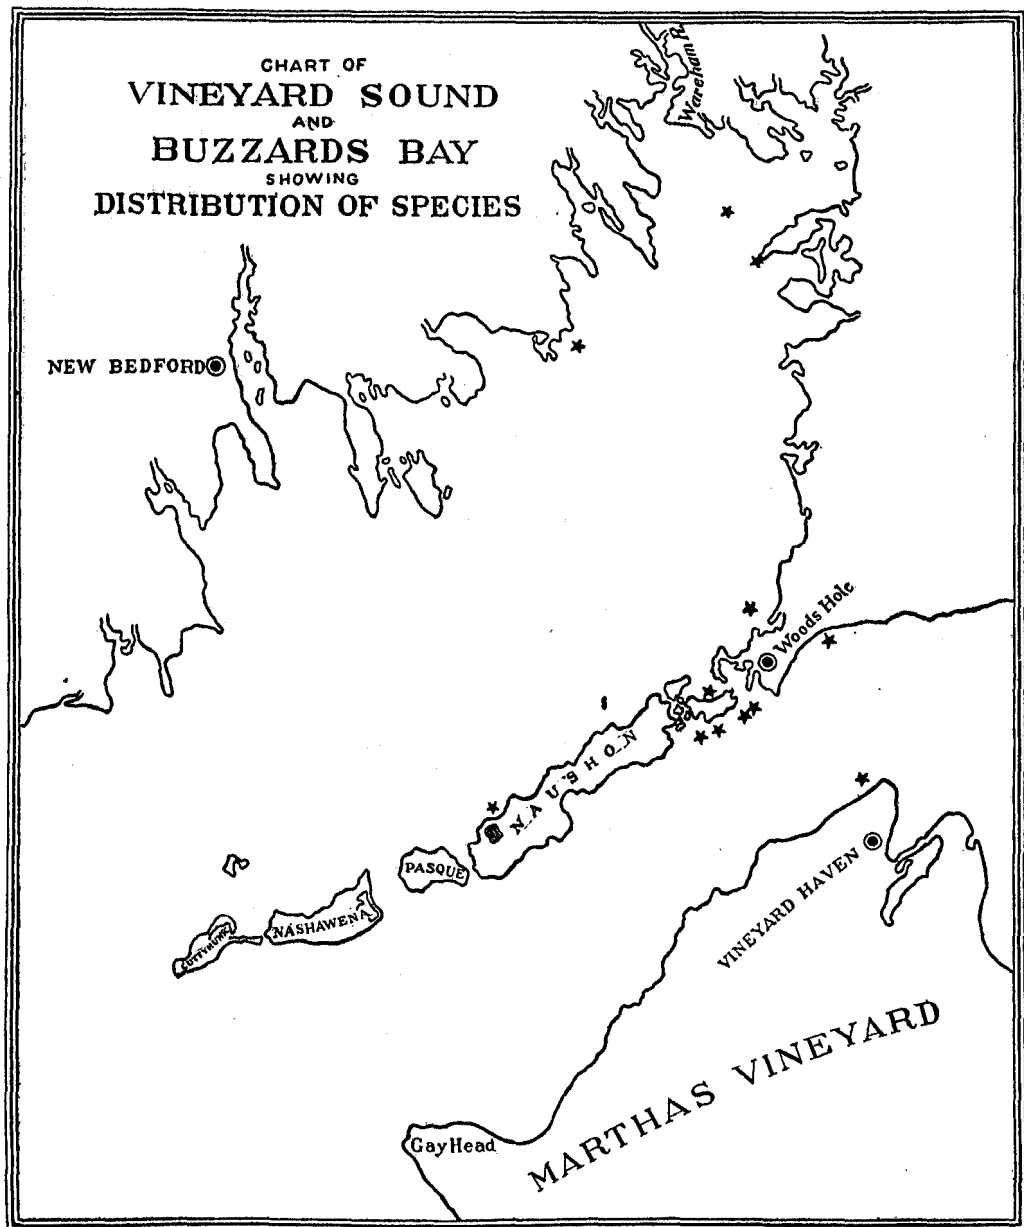 CHART OF
VINEYARD SOUND
AND
BUZZARDS BAY
SHOWING
DISTRIBUTION OF SPECIES
Wareham R.
NEW BEDFORD
Woods Hole
NAUSHON
PASQUE
NASHAWENA
CUTTYHUNK
VINEYARD HAVEN
MARTHAS VINEYARD
Gay Head